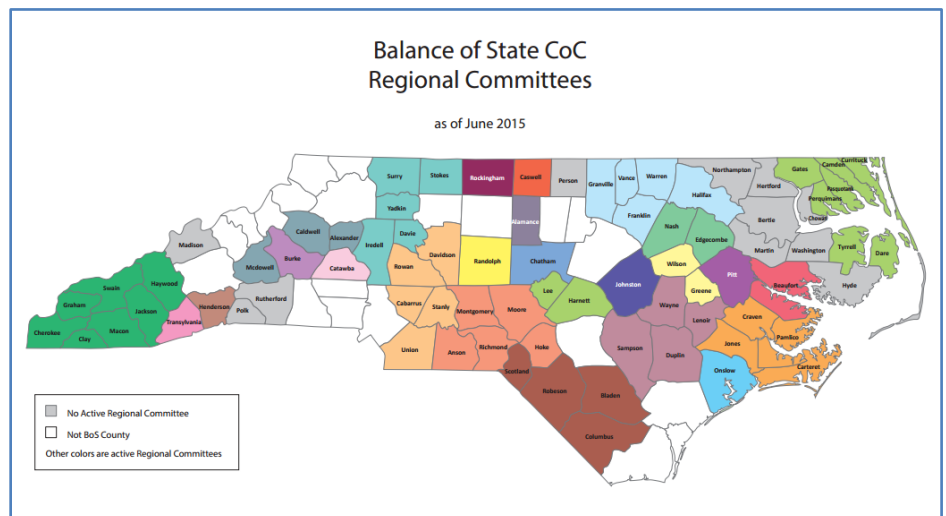 Balance of State CoC
Regional Committees
as of June 2015
Surry
Stokes
Rockingham
Caswell
Person
Granville
Vance
Warren
Halifax
Northampton
Hertford
Gates
Camden
Currituck
Pasquotank
Perquimans
Chowan
Yadkin
Alamance
Franklin
Nash
Edgecombe
Bertie
Martin
Washington
Tyrrell
Dare
Madison
Caldwell
Alexander
Iredell
Davie
Davidson
Randolph
Chatham
Wilson
Pitt
Beaufort
Hyde
Mcdowell
Burke
Catawba
Rowan
Johnston
Greene
Swain
Haywood
Graham
Jackson
Henderson
Rutherford
Polk
Cabarrus
Stanly
Montgomery
Moore
Lee
Harnett
Wayne
Lenoir
Craven
Pamlico
Cherokee
Macon
Clay
Transylvania
Union
Anson
Richmond
Hoke
Sampson
Duplin
Jones
Carteret
Scotland
Robeson
Bladen
Onslow
Columbus
No Active Regional Committee
Not BoS County
Other colors are active Regional Committees